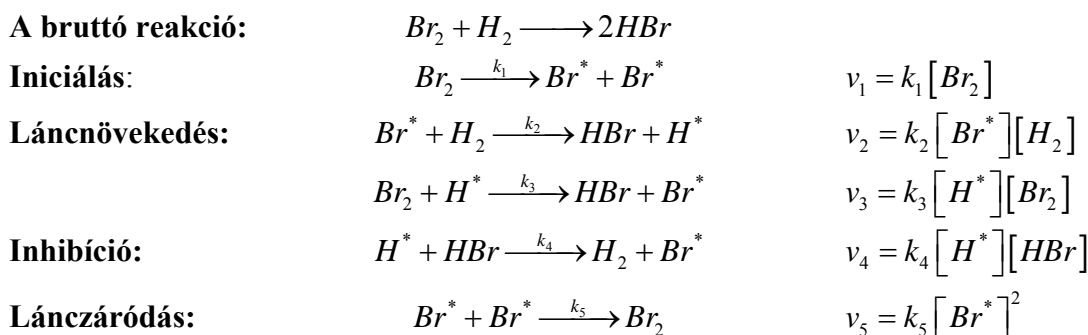 A bruttó reakció: Br₂ + H₂ ⟶ 2HBr
Iniciálás: Br₂ —k₁→ Br* + Br* v₁ = k₁[Br₂]
Láncnövekedés: Br* + H₂ —k₂→ HBr + H* v₂ = k₂[Br*][H₂]
Br₂ + H* —k₃→ HBr + Br* v₃ = k₃[H*][Br₂]
Inhibíció: H* + HBr —k₄→ H₂ + Br* v₄ = k₄[H*][HBr]
Lánczáródás: Br* + Br* —k₅→ Br₂ v₅ = k₅[Br*]²